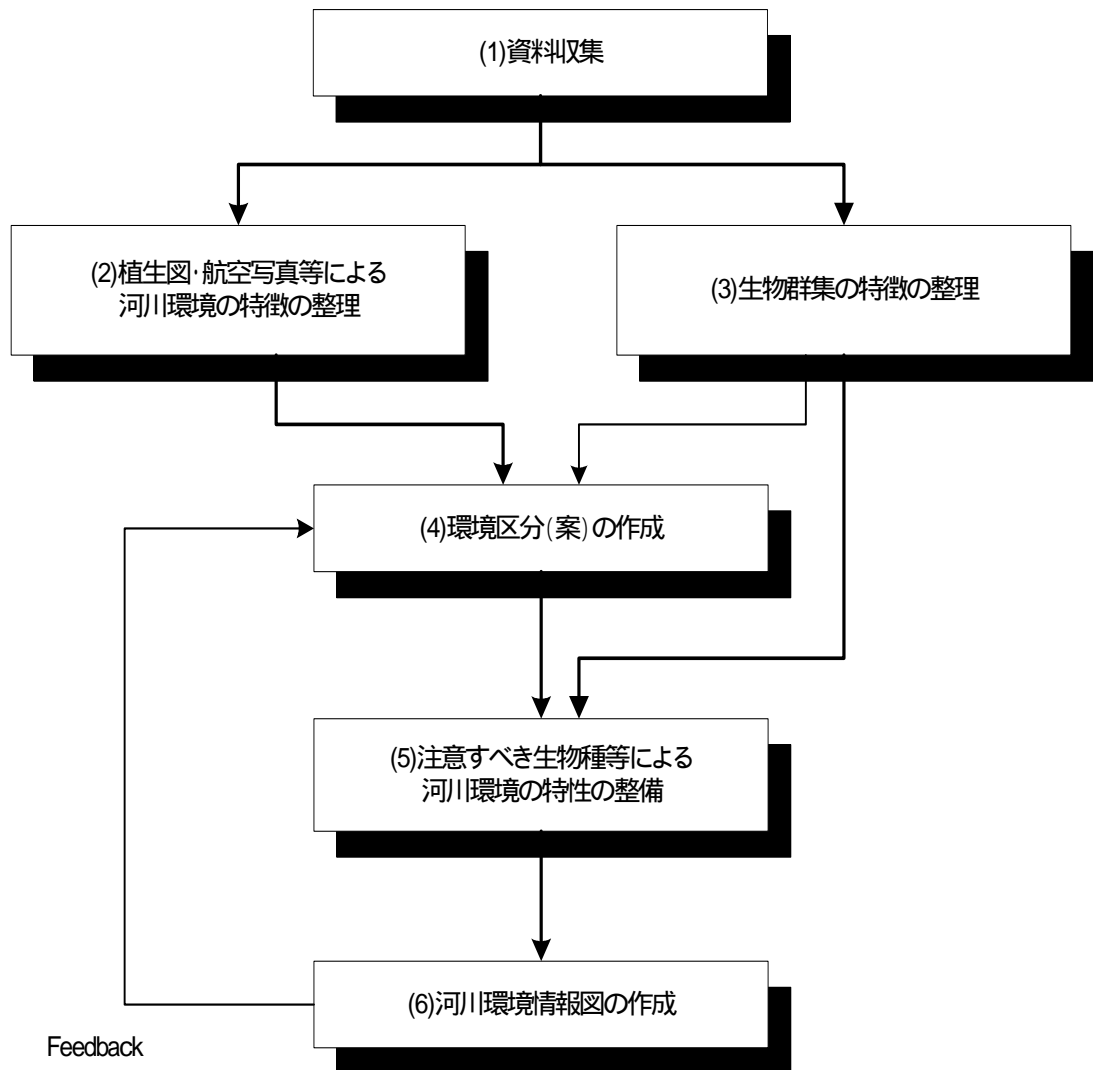 (1)資料収集
(2)植生図・航空写真等による
河川環境の特徴の整理
(3)生物群集の特徴の整理
(4)環境区分(案)の作成
(5)注意すべき生物種等による
河川環境の特性の整備
(6)河川環境情報図の作成
Feedback